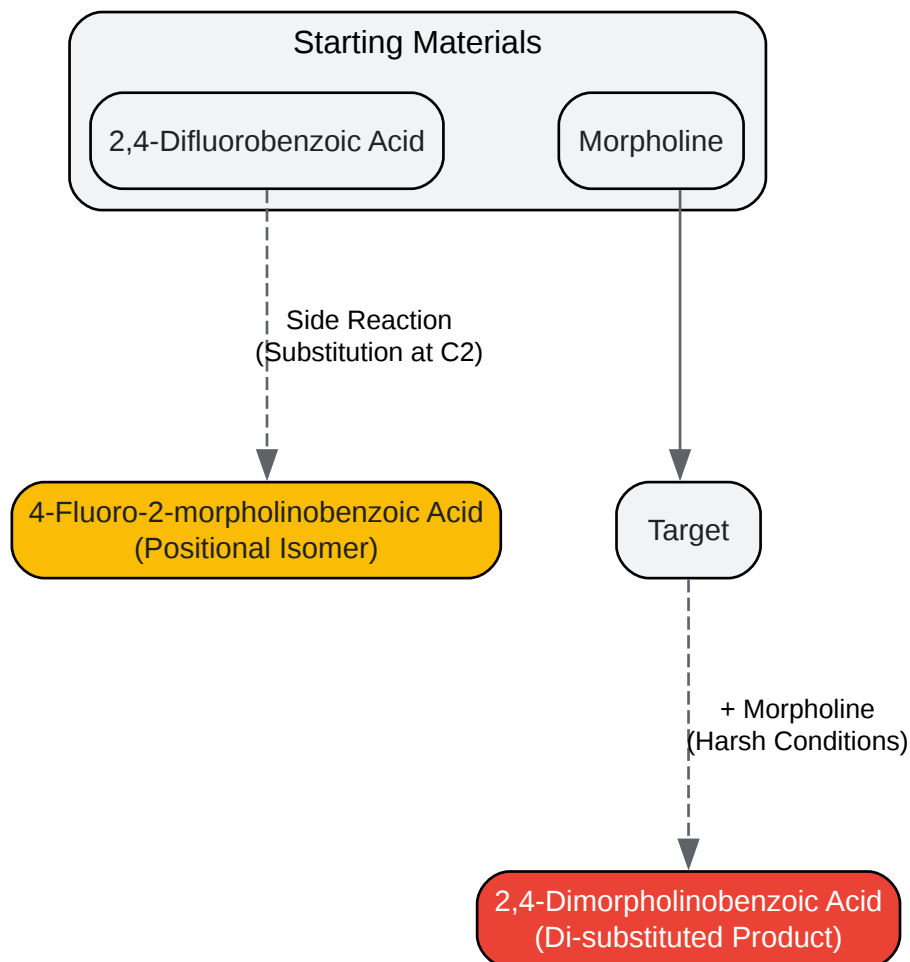 Starting Materials
2,4-Difluorobenzoic Acid
Morpholine
Side Reaction
(Substitution at C2)
4-Fluoro-2-morpholinobenzoic Acid
(Positional Isomer)
Target
+ Morpholine
(Harsh Conditions)
2,4-Dimorpholinobenzoic Acid
(Di-substituted Product)